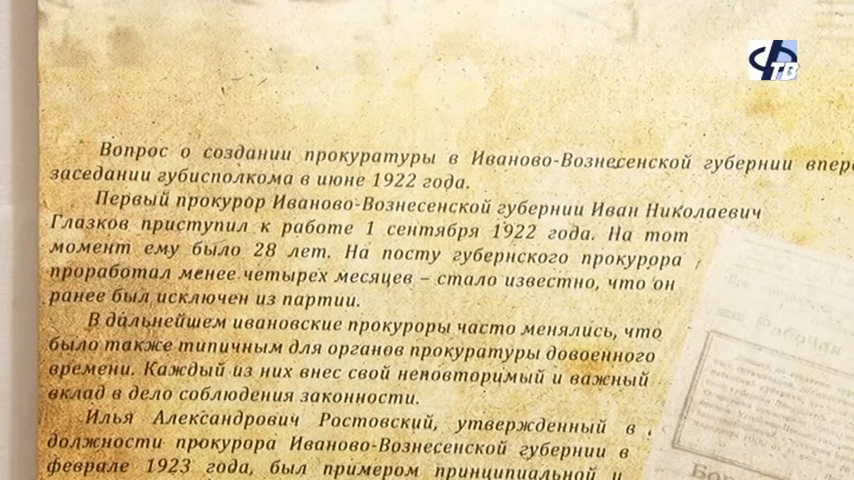 ТВ
Вопрос о создании прокуратуры в Иваново-Вознесенской губернии
заседании губисполкома в июне 1922 года.
Первый прокурор Иваново-Вознесенской губернии Иван Николаевич
Глазков приступил к работе 1 сентября 1922 года. На тот
момент ему было 28 лет. На посту губернского прокурора
проработал менее четырех месяцев – стало известно, что он
ранее был исключен из партии.
В дальнейшем ивановские прокуроры часто менялись, что
было также типичным для органов прокуратуры довоенного
времени. Каждый из них внес свой неповторимый и важный
вклад в дело соблюдения законности.
Илья Александрович Ростовский, утвержденный в
должности прокурора Иваново-Вознесенской губернии в
феврале 1923 года, был примером принципиальной и